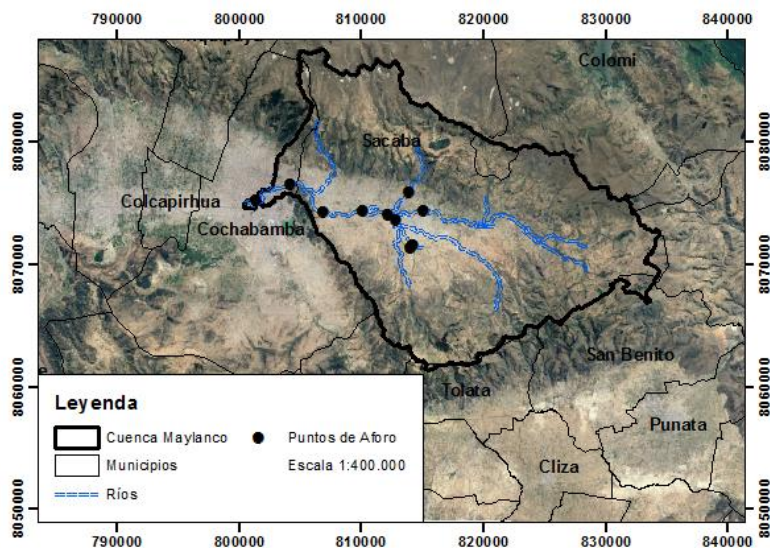 790000 800000 810000 820000 830000 840000
Colomi
8080000 8080000
Sacaba
Colcapirhua
Cochabamba
8070000 8070000
San Benito
8060000 8060000
Tolata
Leyenda
Punata
Cuenca Maylanco Puntos de Aforo
Municipios Escala 1:400.000
Cliza
Ríos
8050000 8050000
790000 800000 810000 820000 830000 840000